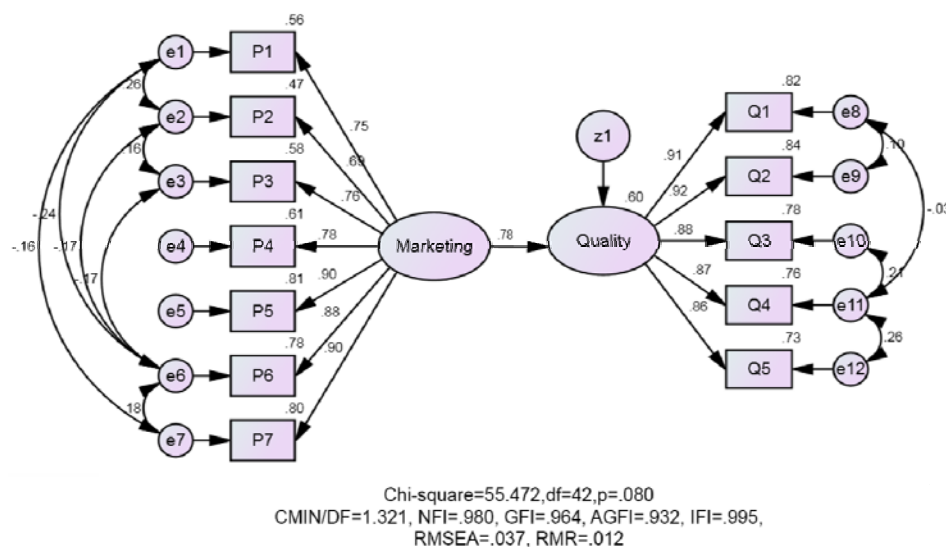 .56
e1 P1
.26 .47
e2 P2
.16 .58
e3 P3
.75
.69
.76
-.24
-.16 -.17
-.17
.61
e4 P4 .78
Marketing .78 Quality
.60
z1
.81
e5 P5 .90
.78 .88
e6 P6 .90
.18 .80
e7 P7
.82
Q1 e8
.91 .10
.84
.92 Q2 e9
.78 -.03
.88 Q3 e10
.87 .76 .21
Q4 e11
.86 .73 .26
Q5 e12
Chi-square=55.472,df=42,p=.080
CMIN/DF=1.321, NFI=.980, GFI=.964, AGFI=.932, IFI=.995,
RMSEA=.037, RMR=.012